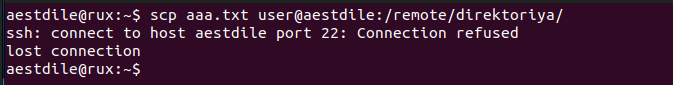 aestdile@rux:~$ scp aaa.txt user@aestdile:/remote/direktoriya/
ssh: connect to host aestdile port 22: Connection refused
lost connection
aestdile@rux:~$